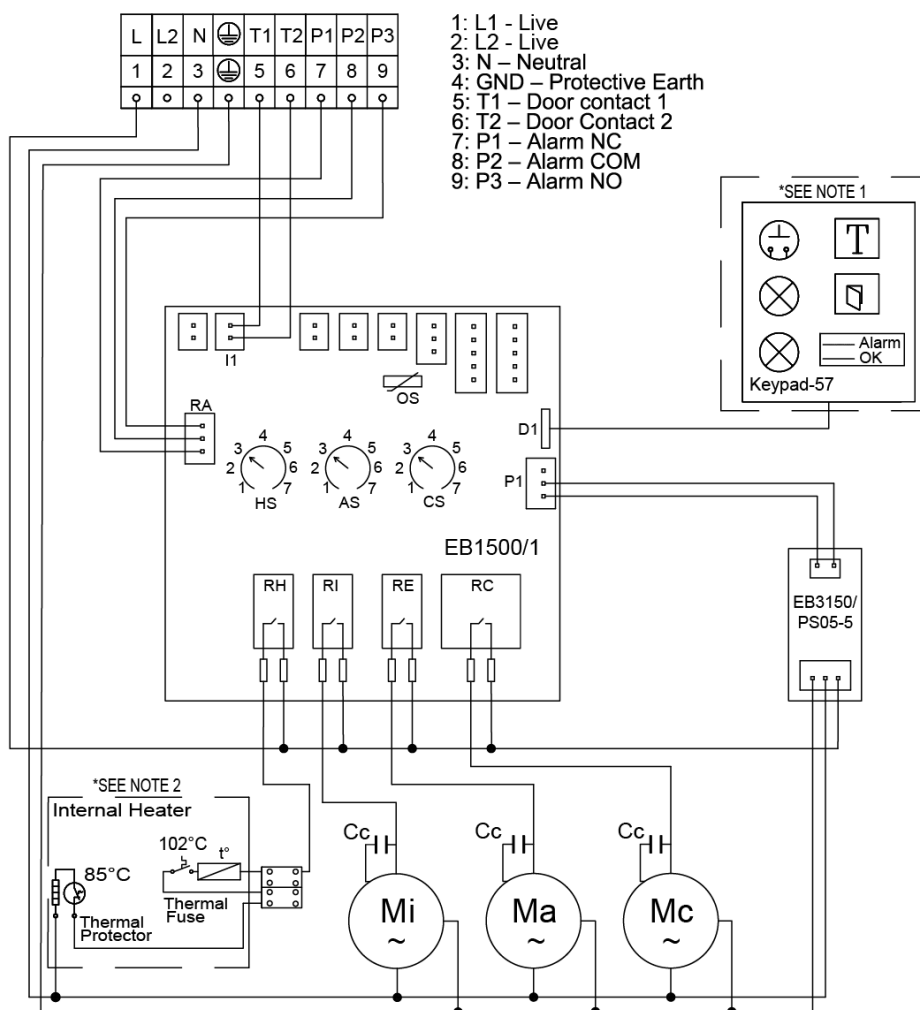 L L2 N T1 T2 P1 P2 P3
1 2 3 5 6 7 8 9
1: L1 - Live
2: L2 - Live
3: N – Neutral
4: GND – Protective Earth
5: T1 – Door contact 1
6: T2 – Door Contact 2
7: P1 – Alarm NC
8: P2 – Alarm COM
9: P3 – Alarm NO
*SEE NOTE 1
T
Alarm
OK
Keypad-57
I1
OS
RA
D1
P1
1 2 3 4 5 6 7
HS
1 2 3 4 5 6 7
AS
1 2 3 4 5 6 7
CS
EB1500/1
RH RI RE RC
EB3150/
PS05-5
*SEE NOTE 2
Internal Heater
85°C
Thermal
Protector
102°C
t°
Thermal
Fuse
Cc Cc Cc
Mi Ma Mc
~ ~ ~